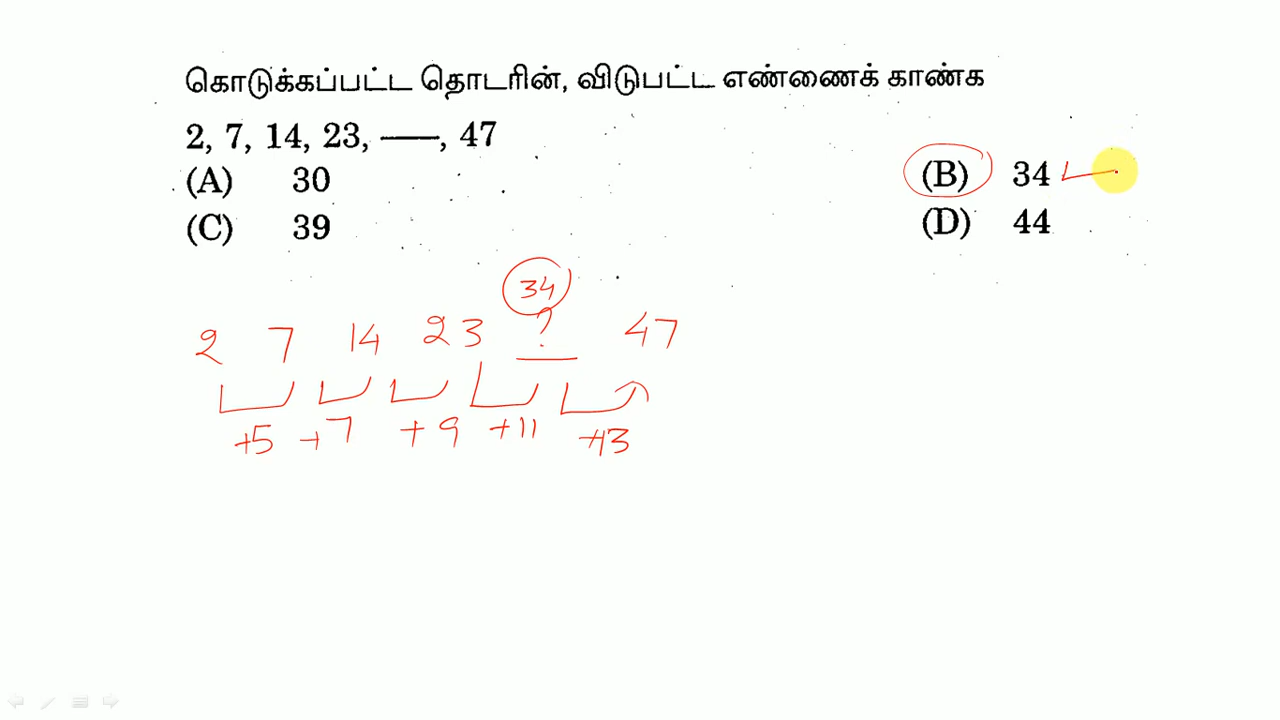 கொடுக்கப்பட்ட தொடரின், விடுபட்ட எண்ணைக் காண்க
2, 7, 14, 23, ——, 47
(A) 30 (B) 34
(C) 39 (D) 44
34
2 7 14 23 ? 47
+5 +7 +9 +11 +13